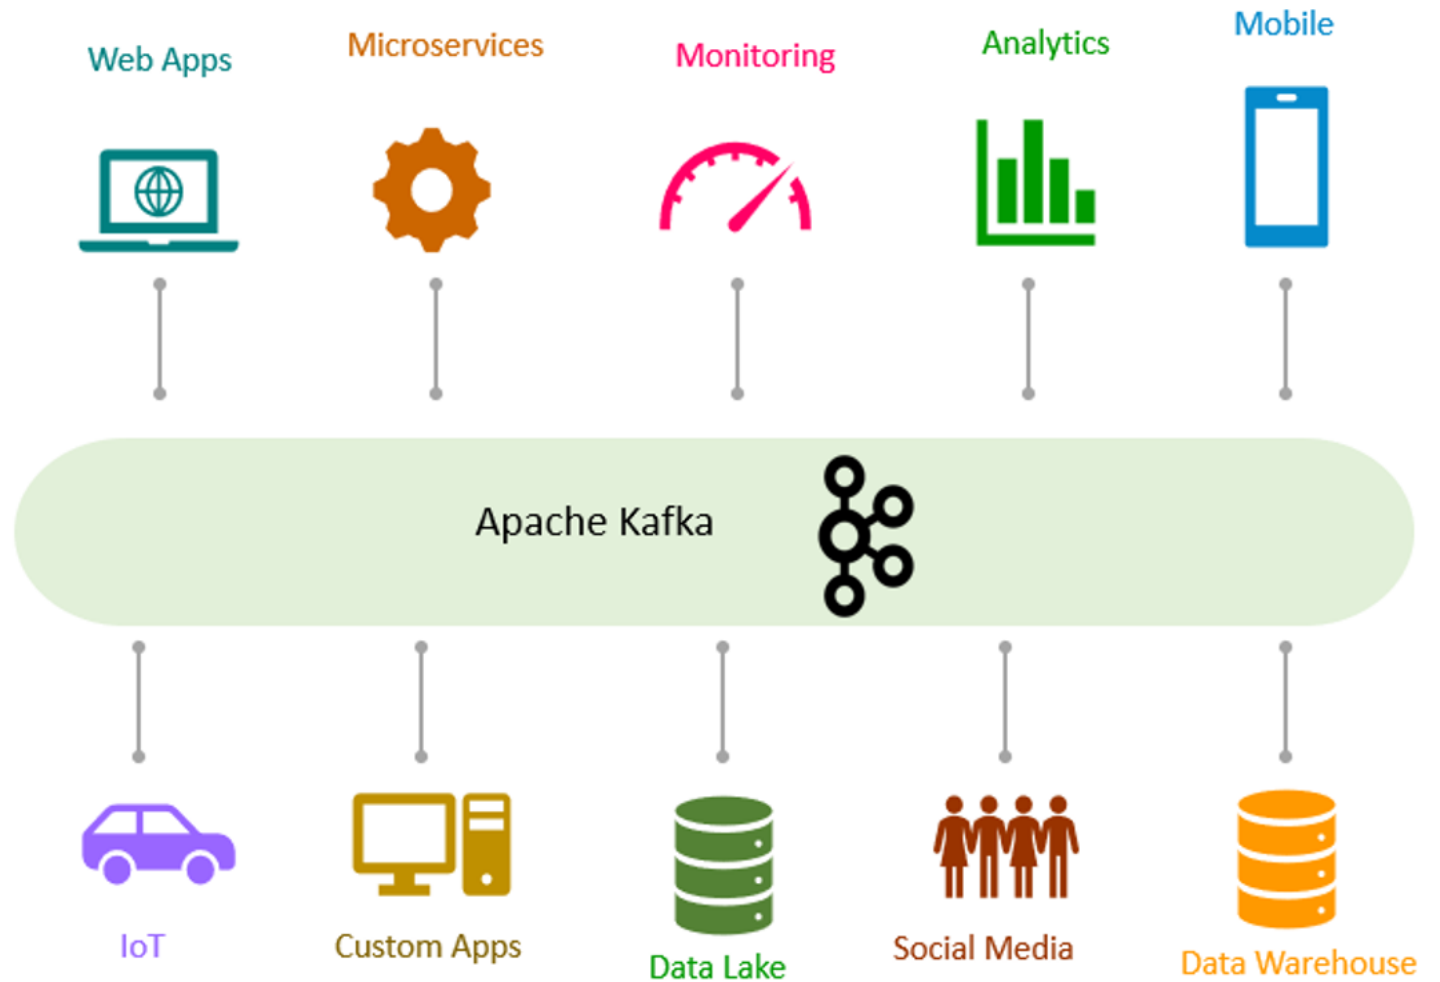 Web Apps
Microservices
Monitoring
Analytics
Mobile
Apache Kafka
IoT
Custom Apps
Data Lake
Social Media
Data Warehouse